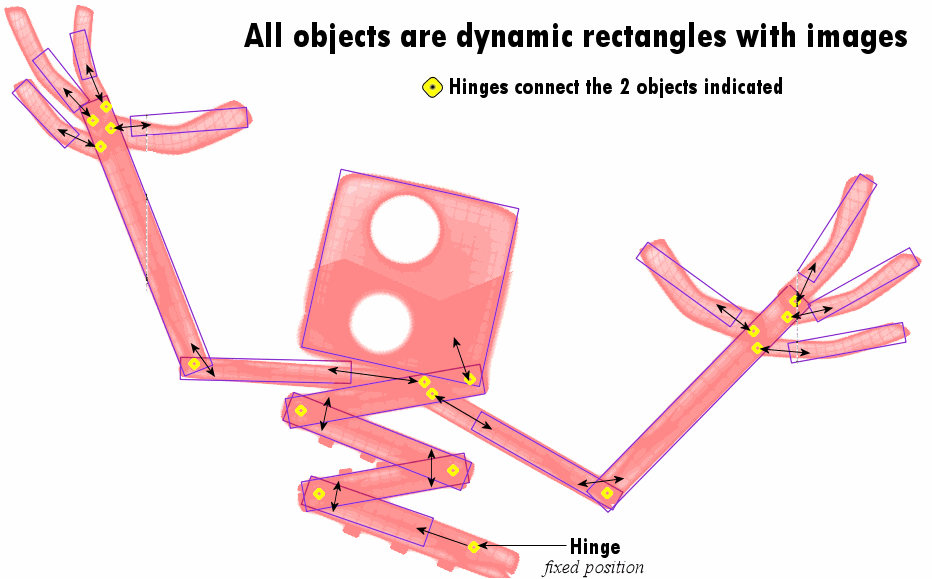 All objects are dynamic rectangles with images
Hinges connect the 2 objects indicated
Hinge
fixed position